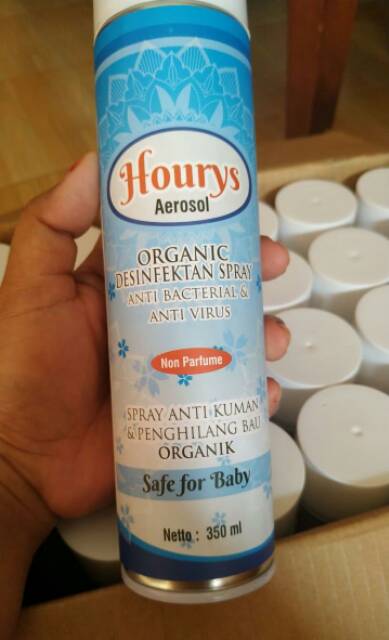 Hourys
Aerosol
ORGANIC
DESINFEKTAN SPRAY
ANTI BACTERIAL &
ANTI VIRUS
Non Parfume
SPRAY ANTI KUMAN
& PENGHILANG BAU
ORGANIK
Safe for Baby
Netto : 350 ml